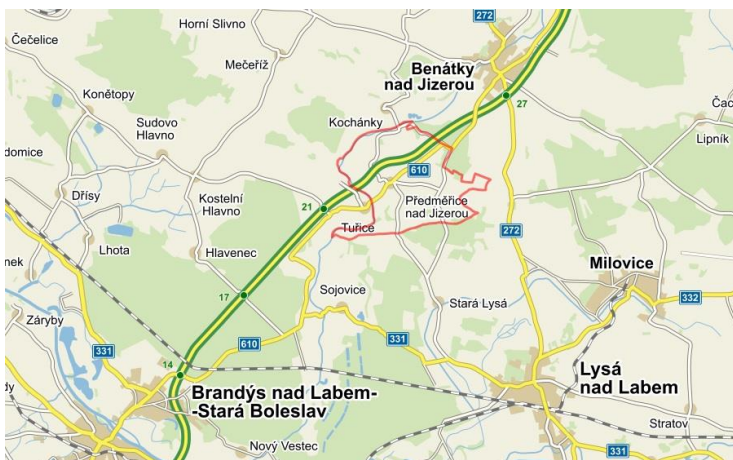 272
Horní Slivno
Čečelice
Benátky
nad Jizerou
Mečeříž
Konětopy
27
Čac
Kochánky
Sudovo
Hlavno
Lipník
domice
610
Dřísy
Kostelní
Hlavno
Předměřice
nad Jizerou
21
Tuřice
272
Lhota
Hlavenec
Milovice
nek
17
Sojovice
Stará Lysá
332
Záryby
331
610
331
14
Lysá
nad Labem
Brandýs nad Labem-
-Stará Boleslav
Stratov
Nový Vestec
331